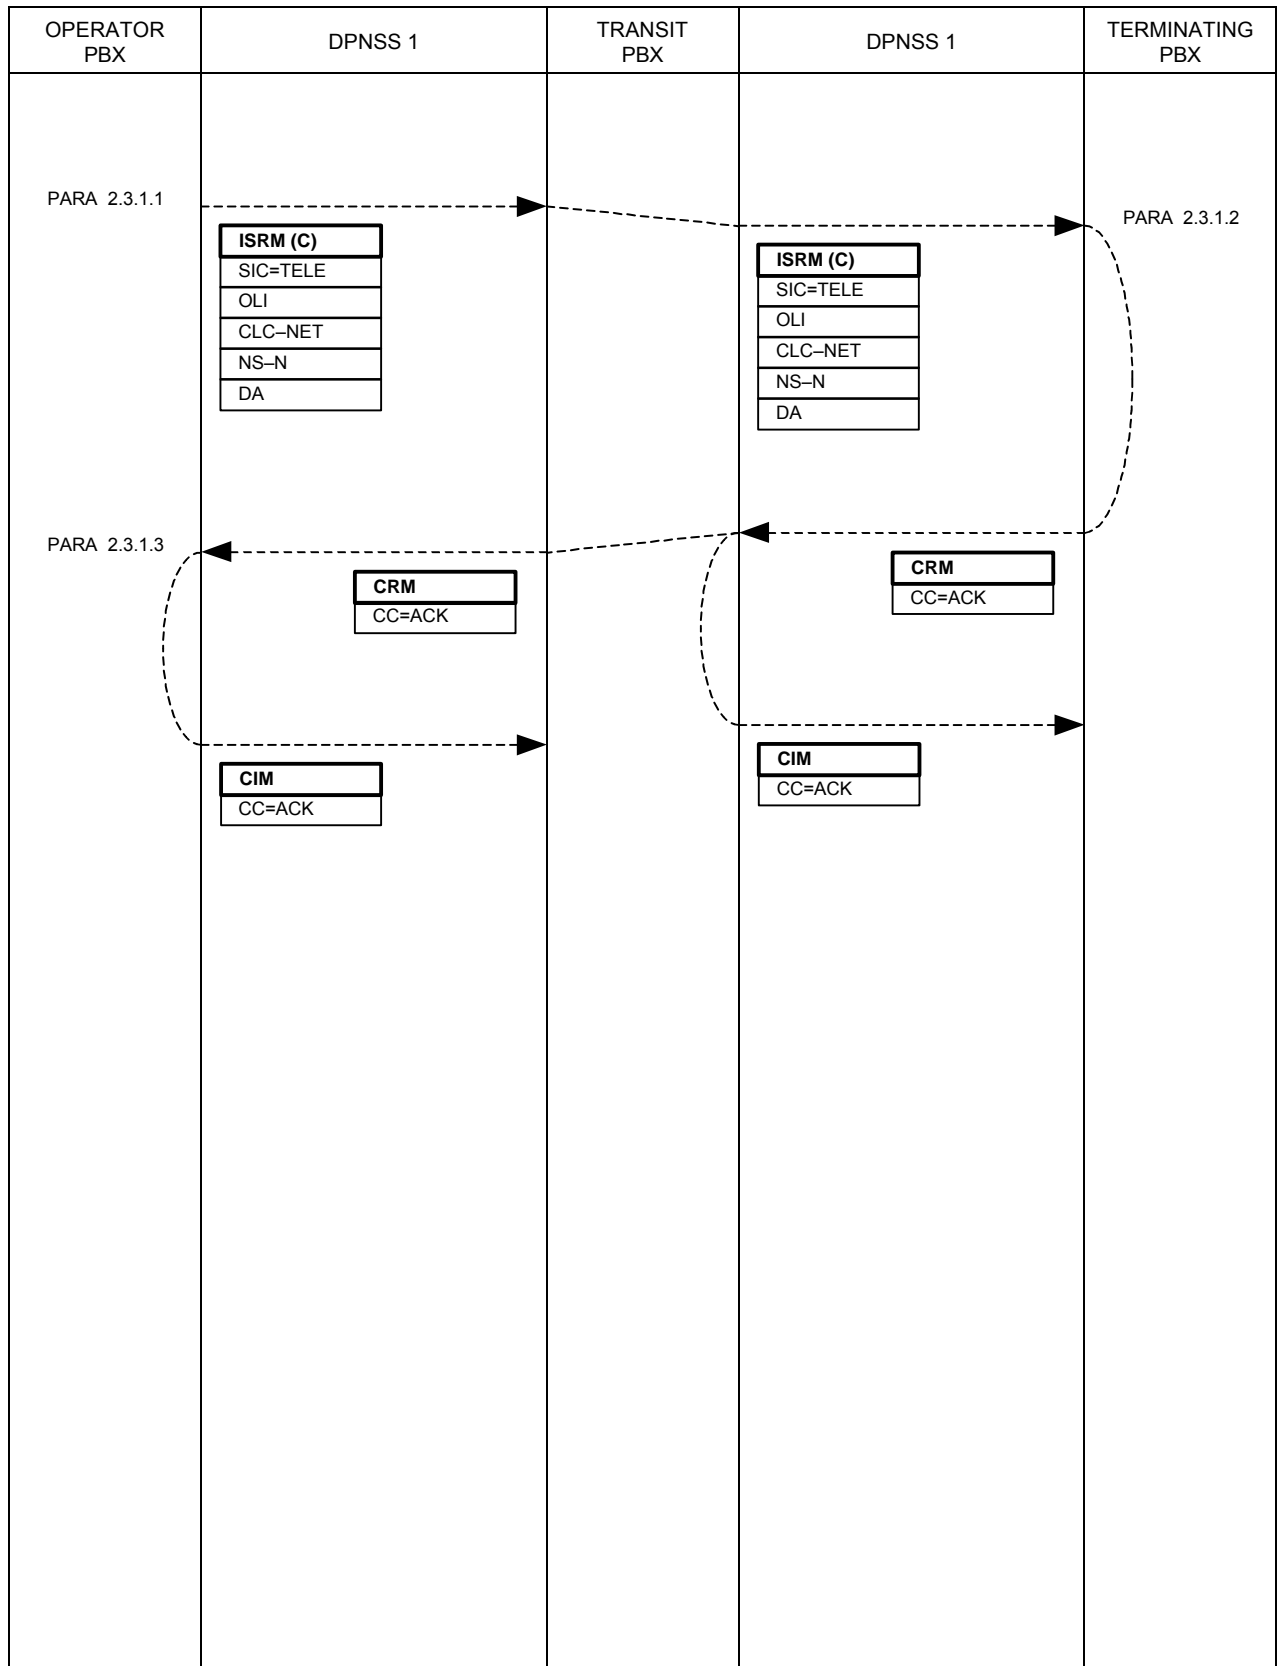 OPERATOR
PBX
DPNSS 1
TRANSIT
PBX
DPNSS 1
TERMINATING
PBX
PARA 2.3.1.1
PARA 2.3.1.2
ISRM (C)
SIC=TELE
OLI
CLC–NET
NS–N
DA
ISRM (C)
SIC=TELE
OLI
CLC–NET
NS–N
DA
PARA 2.3.1.3
CRM
CC=ACK
CRM
CC=ACK
CIM
CC=ACK
CIM
CC=ACK